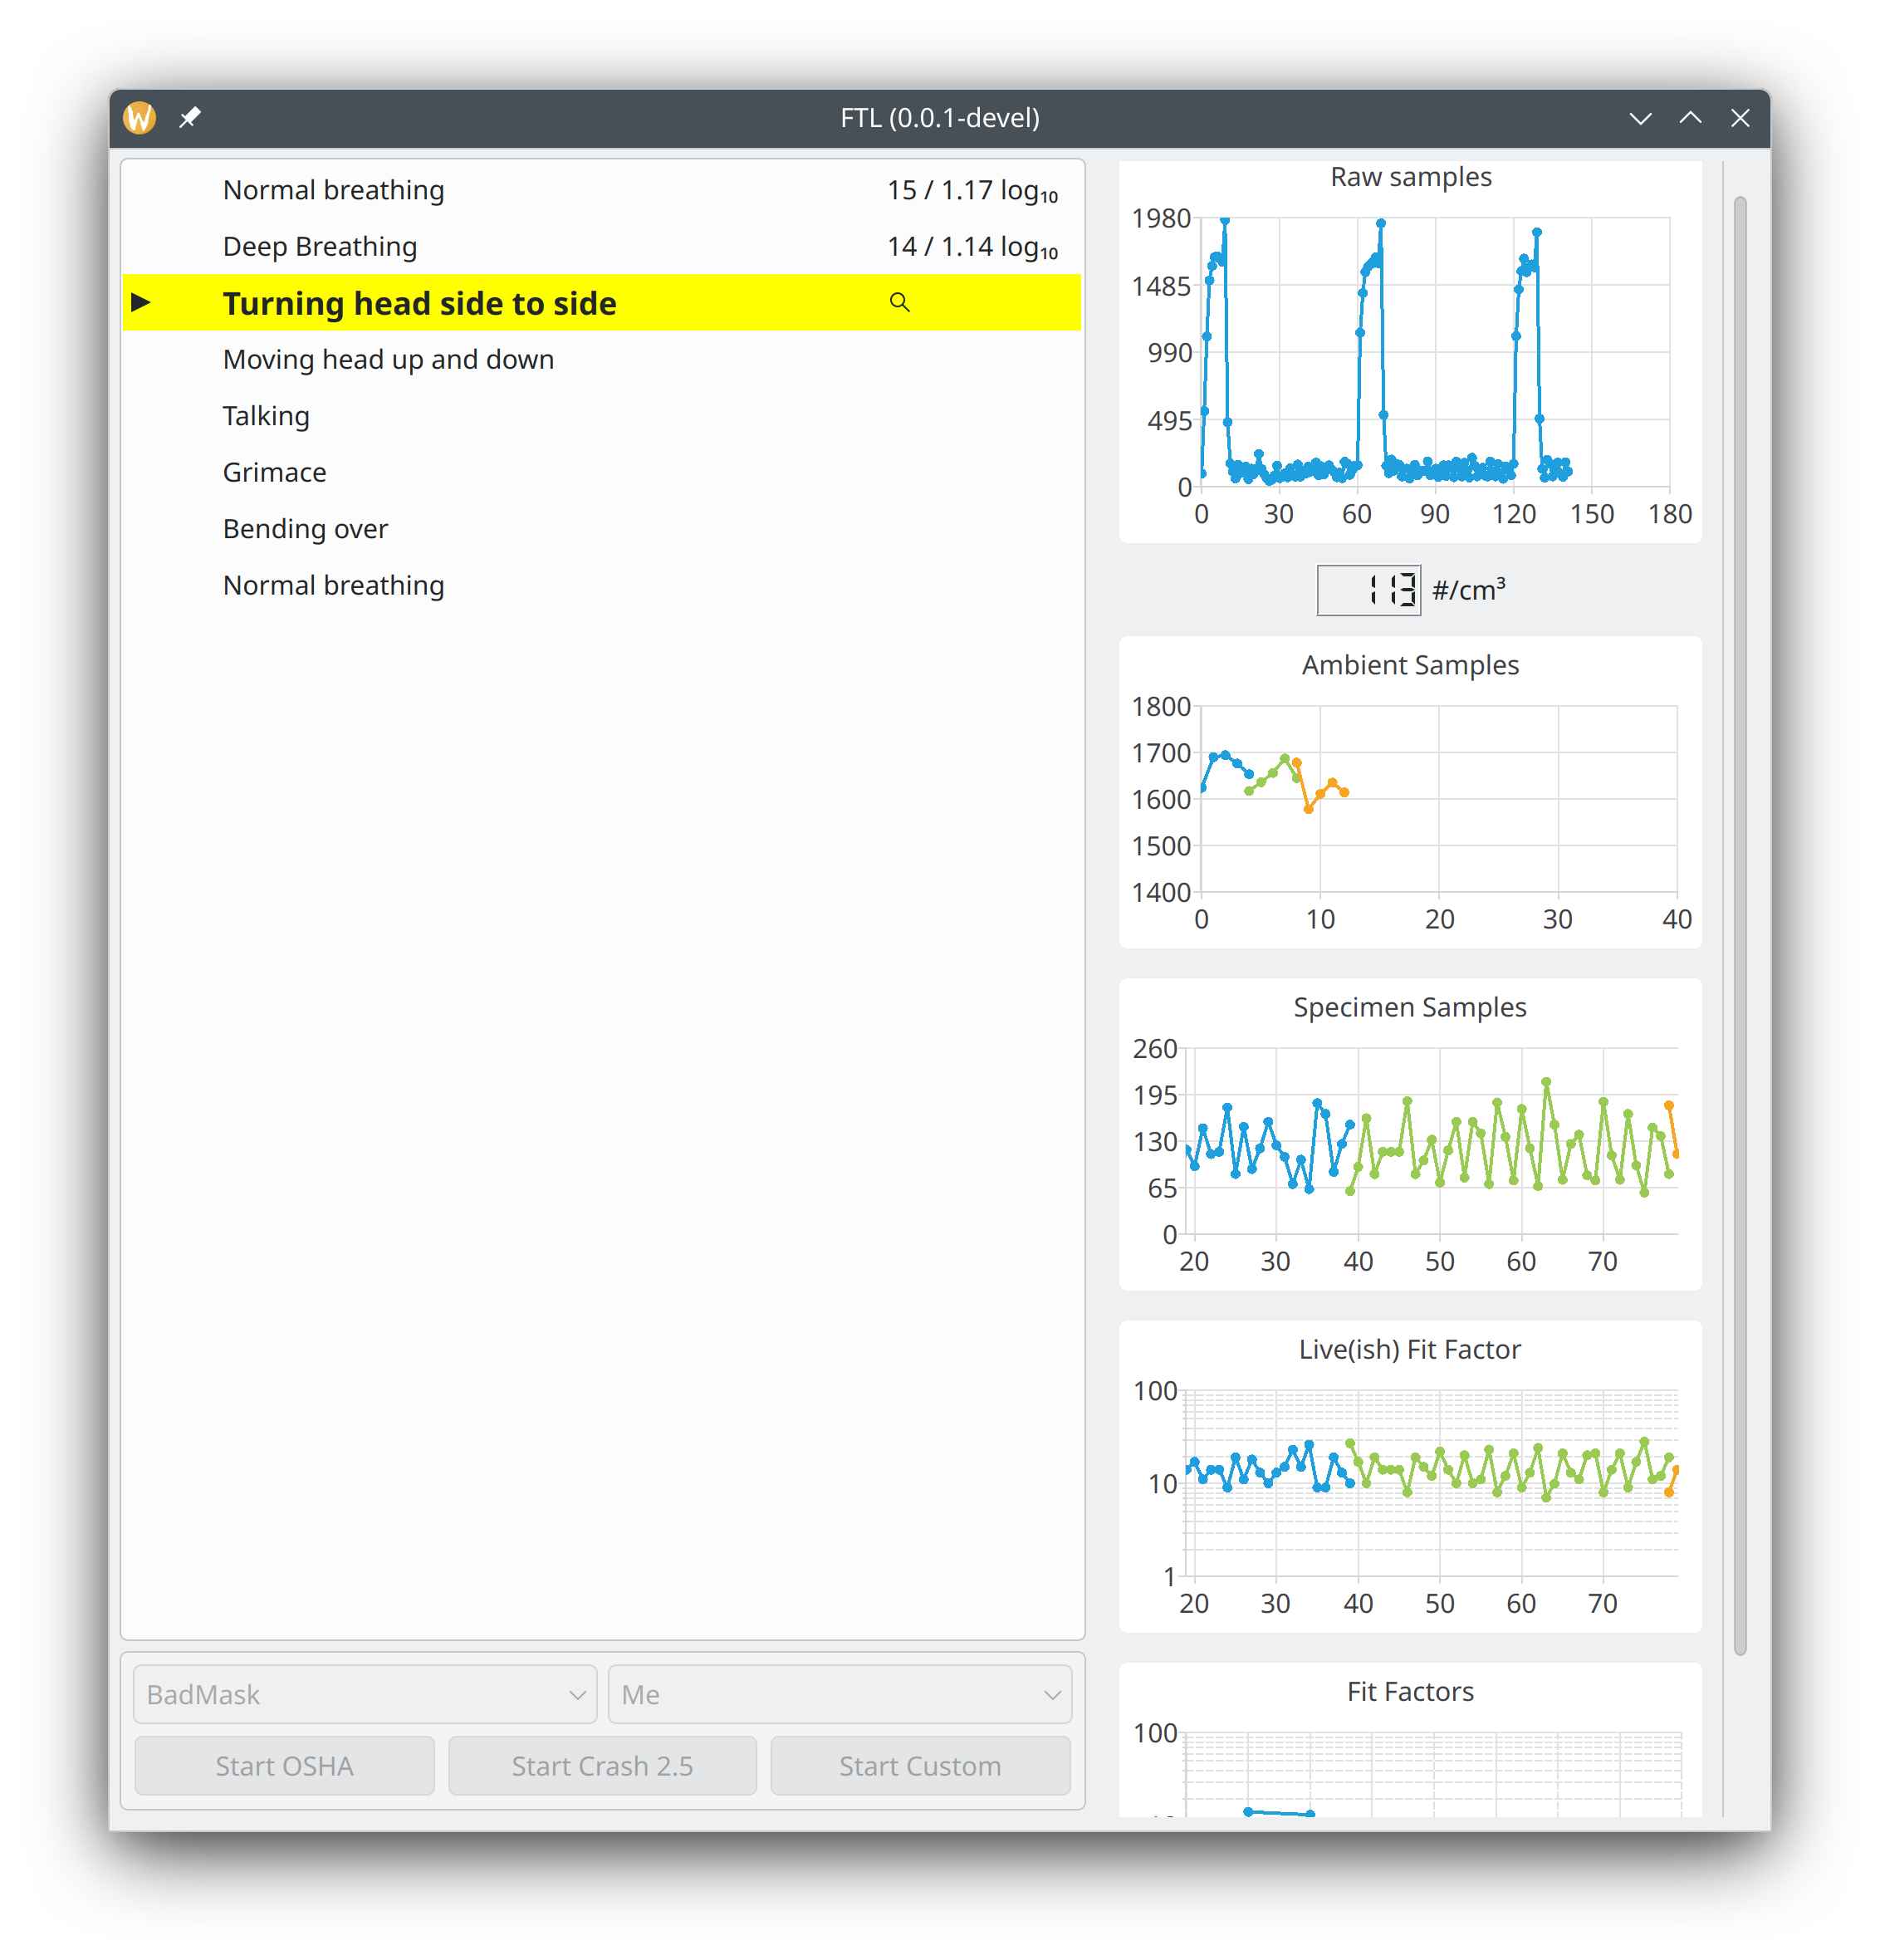 FTL (0.0.1-devel)
Normal breathing 15 / 1.17 log₁₀
Deep Breathing 14 / 1.14 log₁₀
▶ Turning head side to side
Moving head up and down
Talking
Grimace
Bending over
Normal breathing
BadMask
Me
Start OSHA
Start Crash 2.5
Start Custom
Raw samples
1980
1485
990
495
0
0 30 60 90 120 150 180
113 #/cm³
Ambient Samples
1800
1700
1600
1500
1400
0 10 20 30 40
Specimen Samples
260
195
130
65
0
20 30 40 50 60 70
Live(ish) Fit Factor
100
10
1
20 30 40 50 60 70
Fit Factors
100